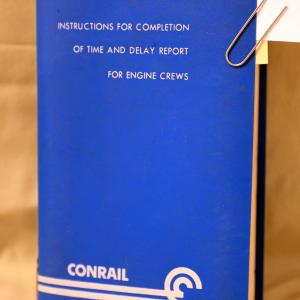 INSTRUCTIONS FOR COMPLETION
OF TIME AND DELAY REPORT
FOR ENGINE CREWS
CONRAIL